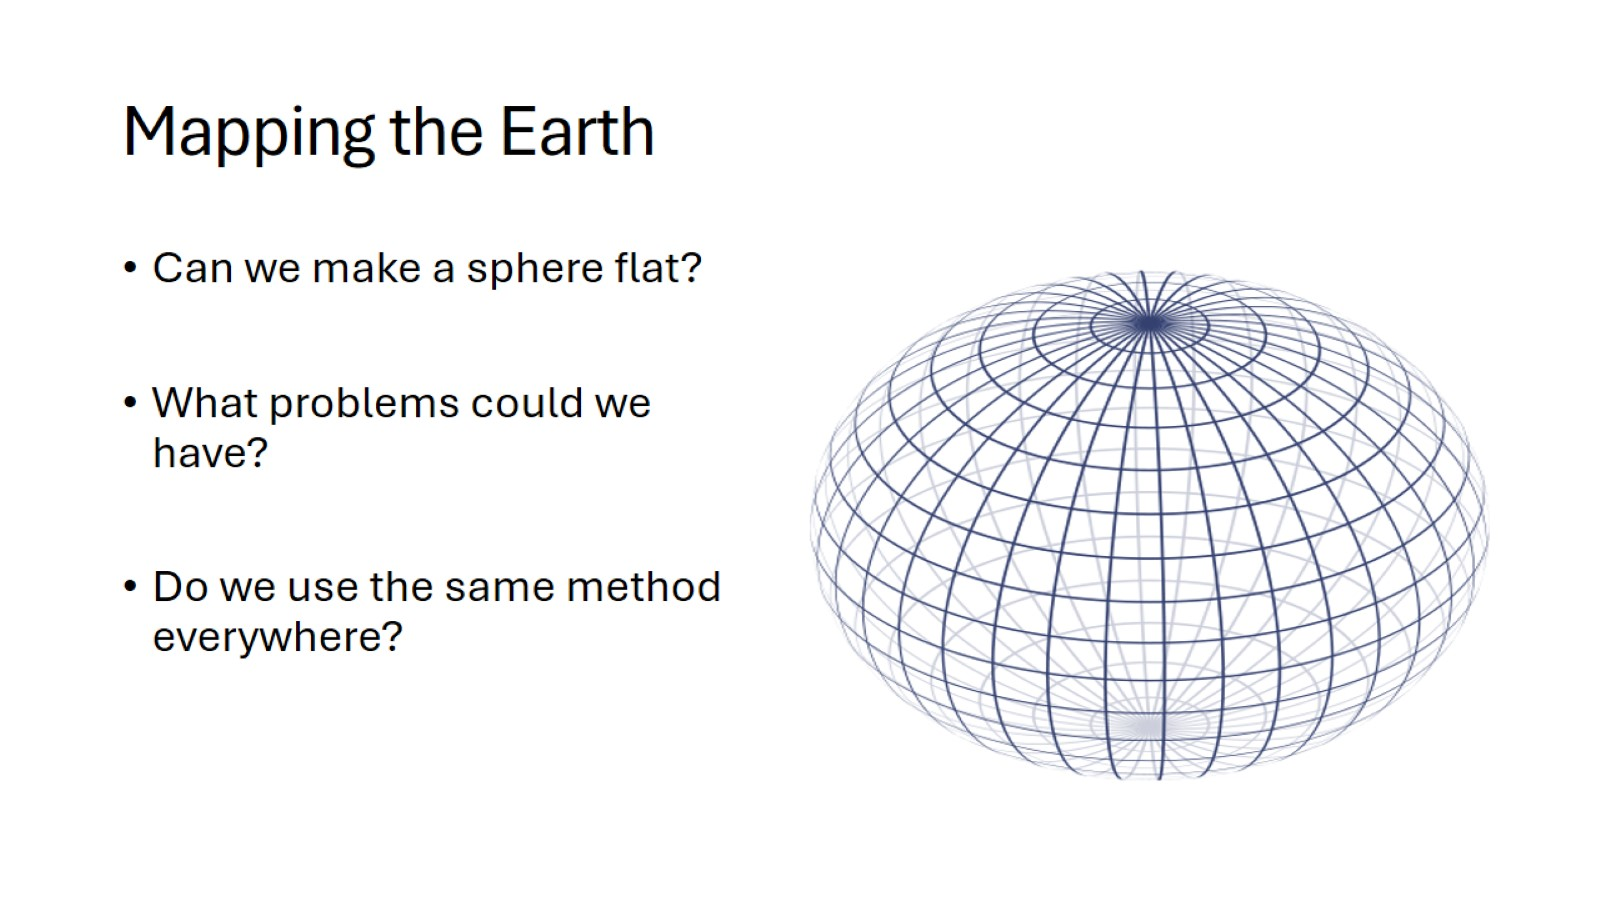 Mapping the Earth
• Can we make a sphere flat?
• What problems could we
have?
• Do we use the same method
everywhere?